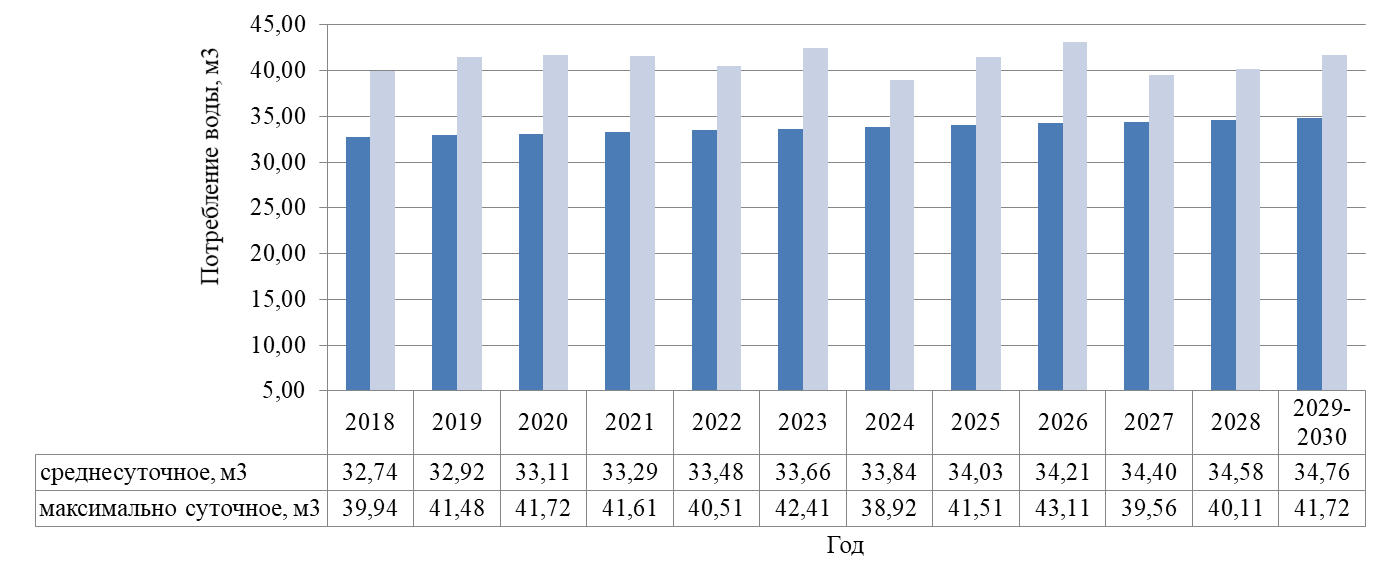 Потребление воды, м3
45,00
40,00
35,00
30,00
25,00
20,00
15,00
10,00
5,00
2018 2019 2020 2021 2022 2023 2024 2025 2026 2027 2028 2029-
2030
среднесуточное, м3 32,74 32,92 33,11 33,29 33,48 33,66 33,84 34,03 34,21 34,40 34,58 34,76
максимально суточное, м3 39,94 41,48 41,72 41,61 40,51 42,41 38,92 41,51 43,11 39,56 40,11 41,72
Год